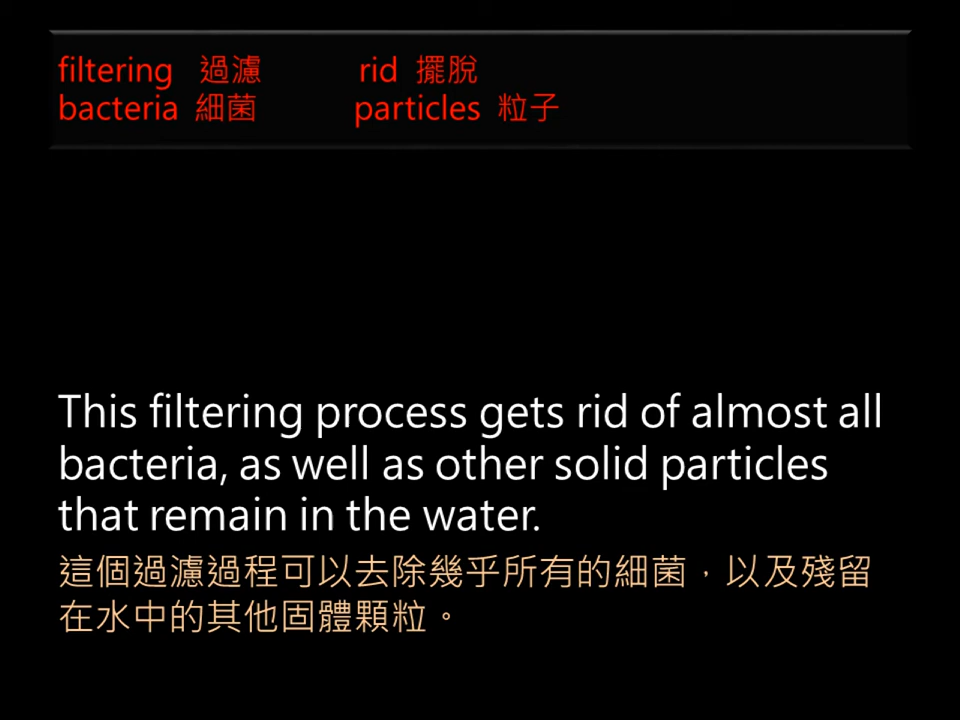 filtering 過濾 rid 擺脫
bacteria 細菌 particles 粒子
This filtering process gets rid of almost all
bacteria, as well as other solid particles
that remain in the water.
這個過濾過程可以去除幾乎所有的細菌，以及殘留
在水中的其他固體顆粒。